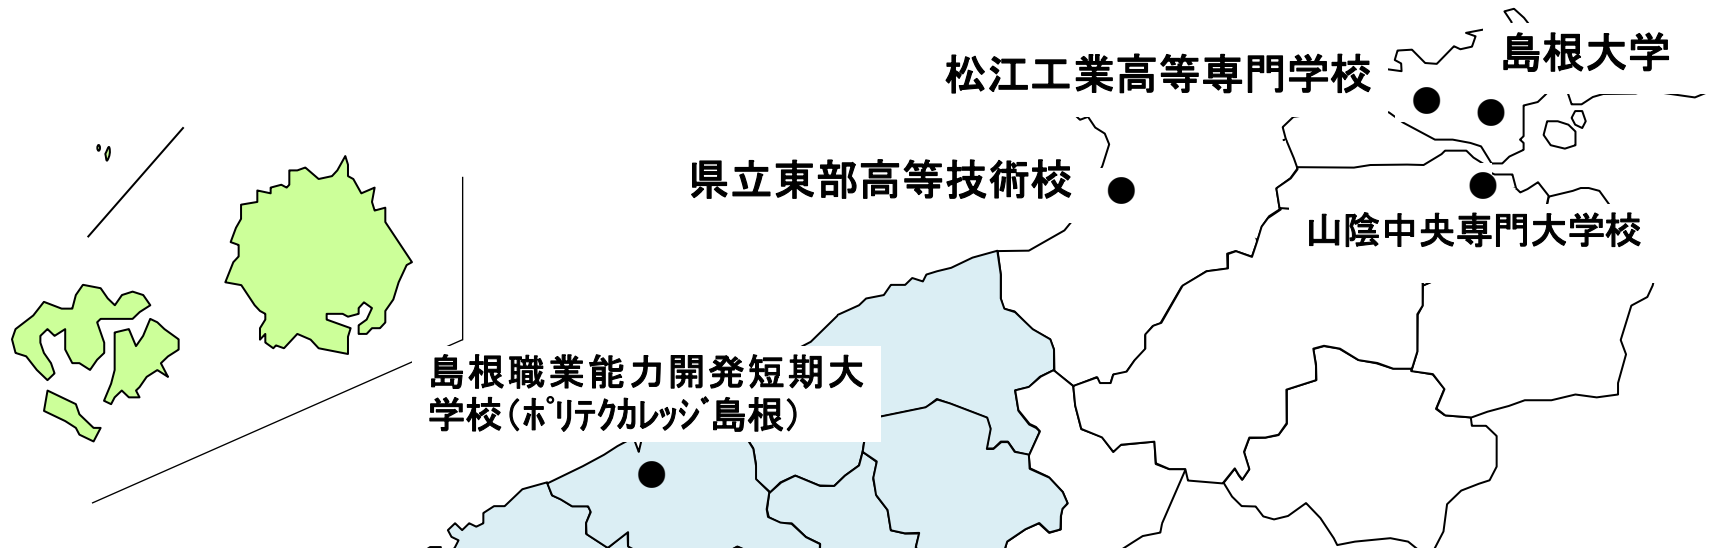 島根大学
松江工業高等専門学校
県立東部高等技術校
山陰中央専門大学校
島根職業能力開発短期大
学校(ﾎﾟﾘﾃｸｶﾚｯｼﾞ島根)